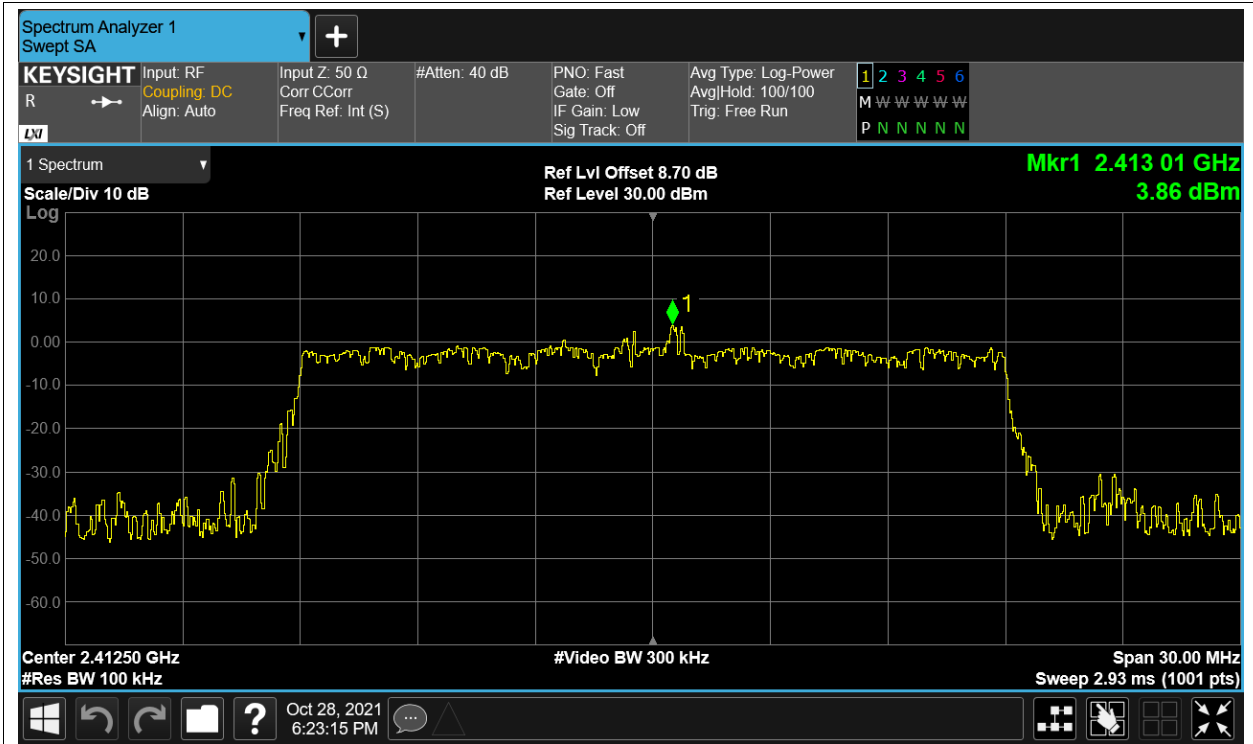 Spectrum Analyzer 1
Swept SA
KEYSIGHT
R
LXI
Input: RF
Coupling: DC
Align: Auto
Input Z: 50 Ω
Corr CCorr
Freq Ref: Int (S)
#Atten: 40 dB
PNO: Fast
Gate: Off
IF Gain: Low
Sig Track: Off
Avg Type: Log-Power
Avg|Hold: 100/100
Trig: Free Run
1 2 3 4 5 6
M W W W W W
P N N N N N
1 Spectrum
Scale/Div 10 dB
Log
Ref Lvl Offset 8.70 dB
Ref Level 30.00 dBm
Mkr1 2.413 01 GHz
3.86 dBm
20.0
10.0
1
0.00
-10.0
-20.0
-30.0
-40.0
-50.0
-60.0
Center 2.41250 GHz
#Res BW 100 kHz
#Video BW 300 kHz
Span 30.00 MHz
Sweep 2.93 ms (1001 pts)
?
Oct 28, 2021
6:23:15 PM